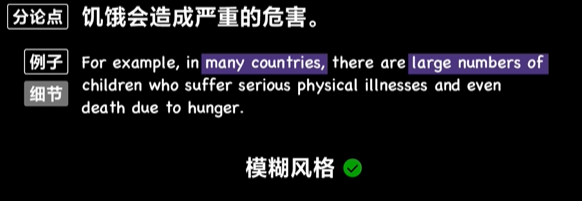 分论点 饥饿会造成严重的危害。
例子 For example, in many countries, there are large numbers of
细节 children who suffer serious physical illnesses and even
death due to hunger.
模糊风格